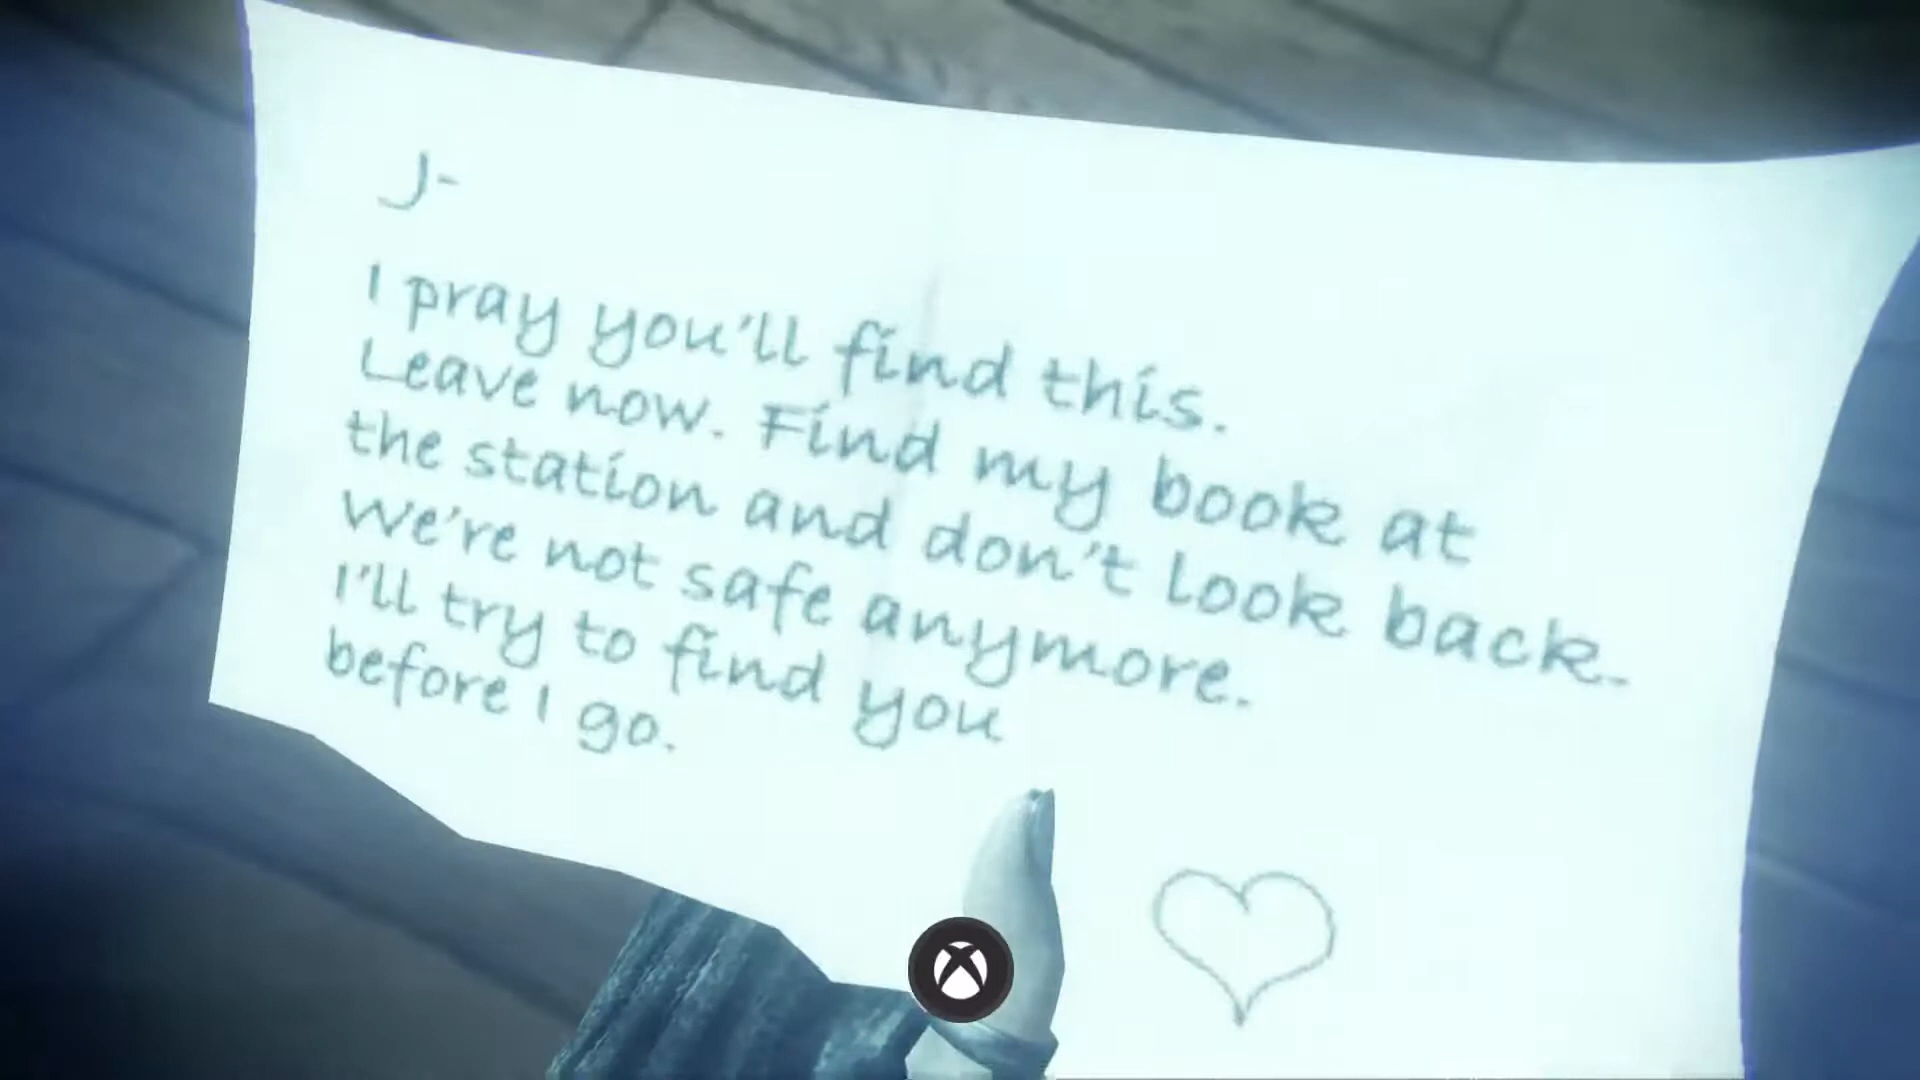 J-
I pray you'll find this.
Leave now. Find my book at
the station and don't look back.
We're not safe anymore.
I'll try to find you
before I go.